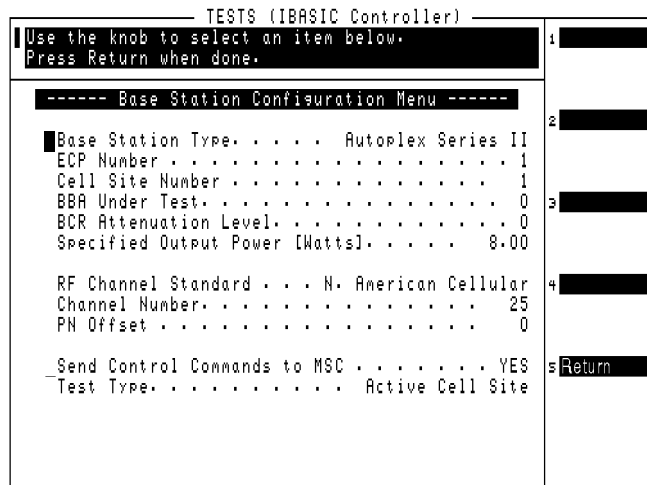 TESTS (IBASIC Controller)
Use the knob to select an item below.
Press Return when done.
1
------ Base Station Configuration Menu ------
2
Base Station Type. . . . . Autoplex Series II
ECP Number . . . . . . . . . . . . . . . . . 1
Cell Site Number . . . . . . . . . . . . . . 1
BBA Under Test. . . . . . . . . . . . . . . 0
3
BCR Attenuation Level. . . . . . . . . . . . 0
Specified Output Power [Watts]. . . . . 8.00
RF Channel Standard . . . N. American Cellular
4
Channel Number. . . . . . . . . . . . . . 25
PN Offset . . . . . . . . . . . . . . . . 0
_Send Control Commands to MSC . . . . . . . YES
5 Return
Test Type. . . . . . . . . . Active Cell Site